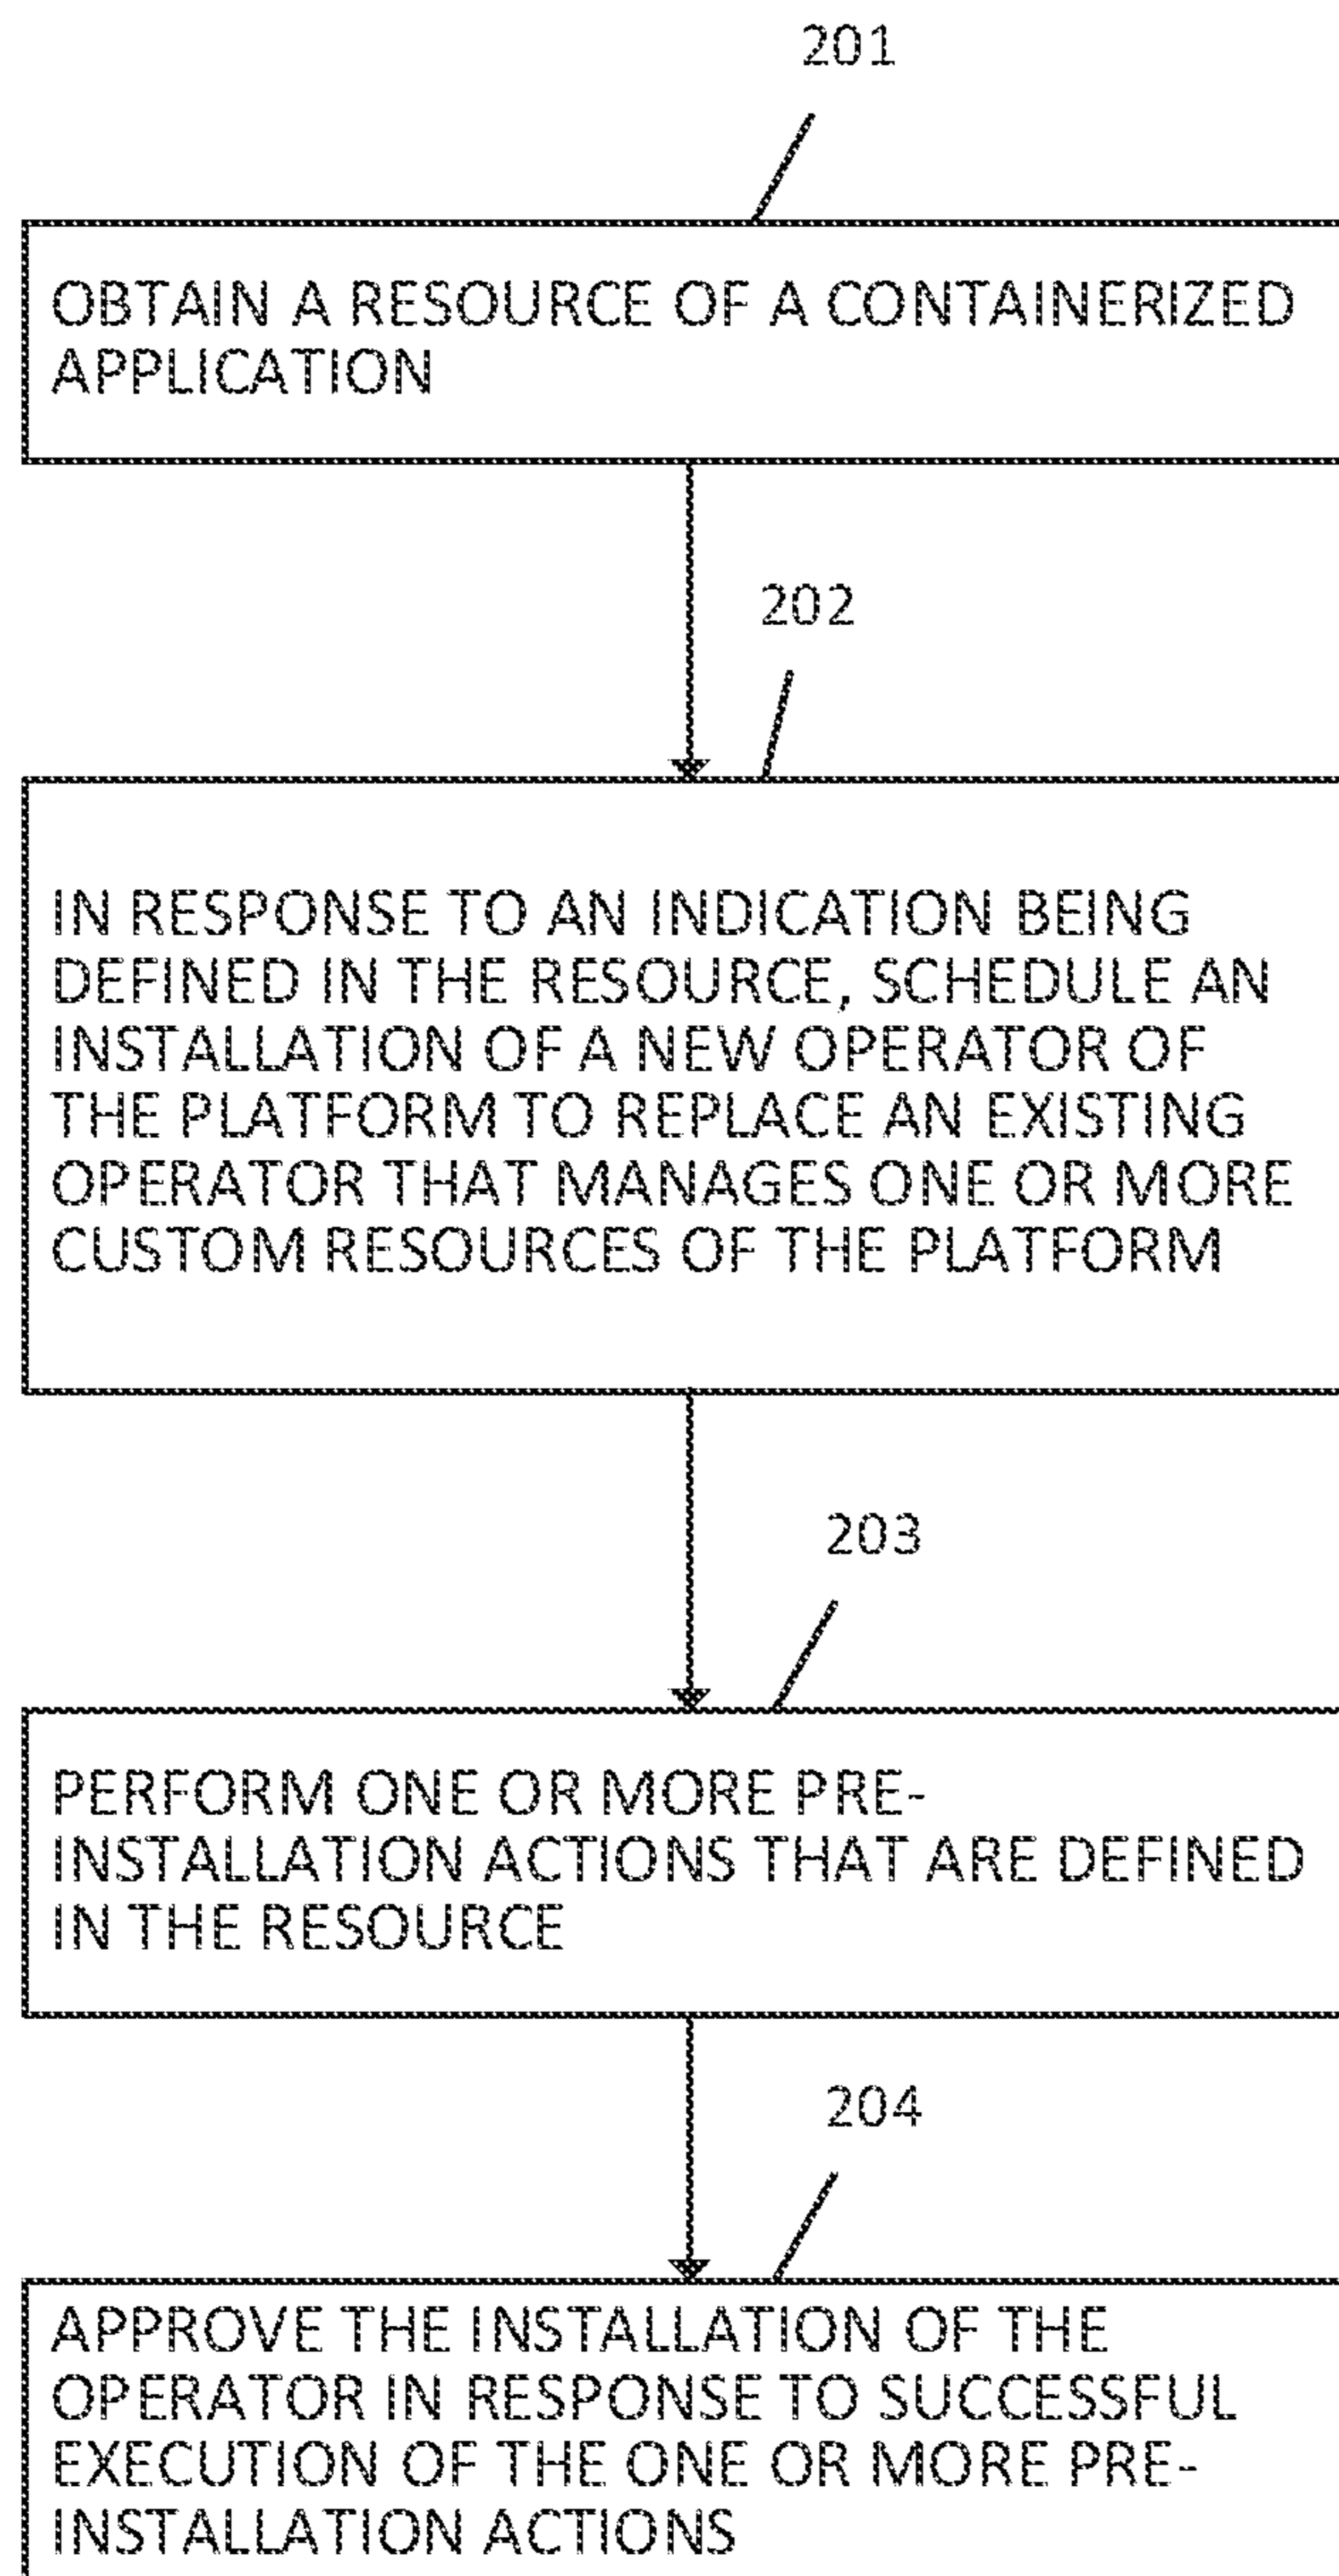 201
OBTAIN A RESOURCE OF A CONTAINERIZED
APPLICATION
202
IN RESPONSE TO AN INDICATION BEING
DEFINED IN THE RESOURCE, SCHEDULE AN
INSTALLATION OF A NEW OPERATOR OF
THE PLATFORM TO REPLACE AN EXISTING
OPERATOR THAT MANAGES ONE OR MORE
CUSTOM RESOURCES OF THE PLATFORM
203
PERFORM ONE OR MORE PRE-
INSTALLATION ACTIONS THAT ARE DEFINED
IN THE RESOURCE
204
APPROVE THE INSTALLATION OF THE
OPERATOR IN RESPONSE TO SUCCESSFUL
EXECUTION OF THE ONE OR MORE PRE-
INSTALLATION ACTIONS